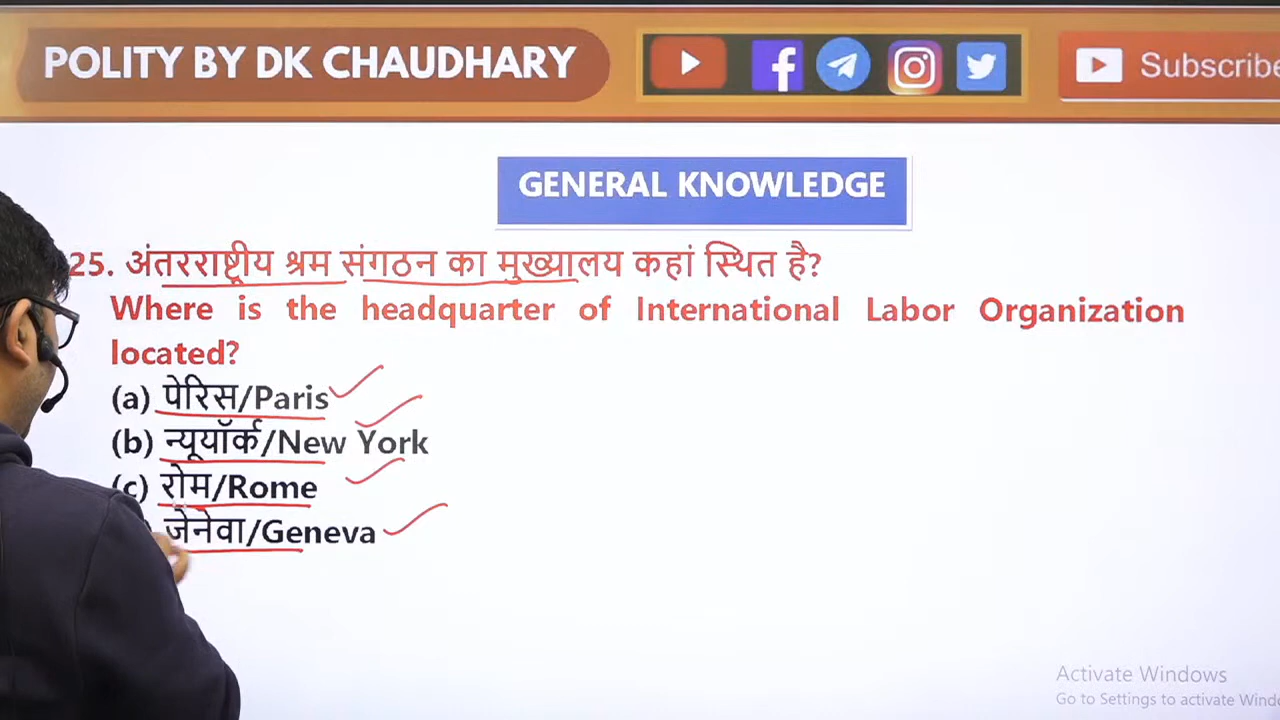 POLITY BY DK CHAUDHARY
Subscribe
GENERAL KNOWLEDGE
25. अंतरराष्ट्रीय श्रम संगठन का मुख्यालय कहां स्थित है?
Where is the headquarter of International Labor Organization
located?
(a) पेरिस/Paris
(b) न्यूयॉर्क/New York
(c) रोम/Rome
जेनेवा/Geneva
Activate Windows
Go to Settings to activate Wind